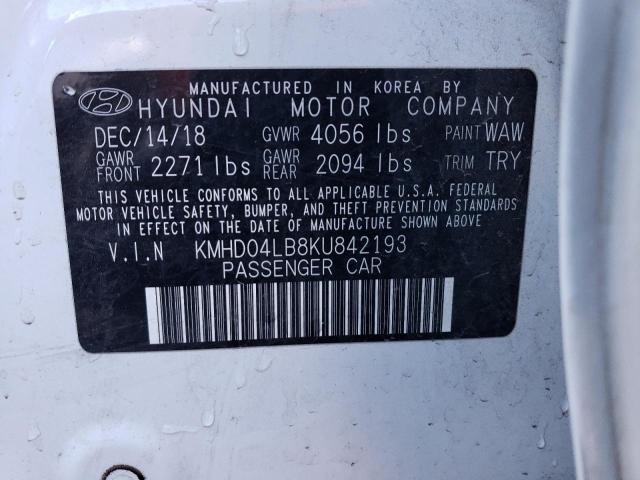 MANUFACTURED IN KOREA BY
HYUNDAI MOTOR COMPANY
DEC/14/18 GVWR 4056 lbs PAINT WAW
GAWR FRONT 2271 lbs GAWR REAR 2094 lbs TRIM TRY
THIS VEHICLE CONFORMS TO ALL APPLICABLE U.S.A. FEDERAL
MOTOR VEHICLE SAFETY, BUMPER, AND THEFT PREVENTION STANDARDS
IN EFFECT ON THE DATE OF MANUFACTURE SHOWN ABOVE
V.I.N KMHD04LB8KU842193
PASSENGER CAR